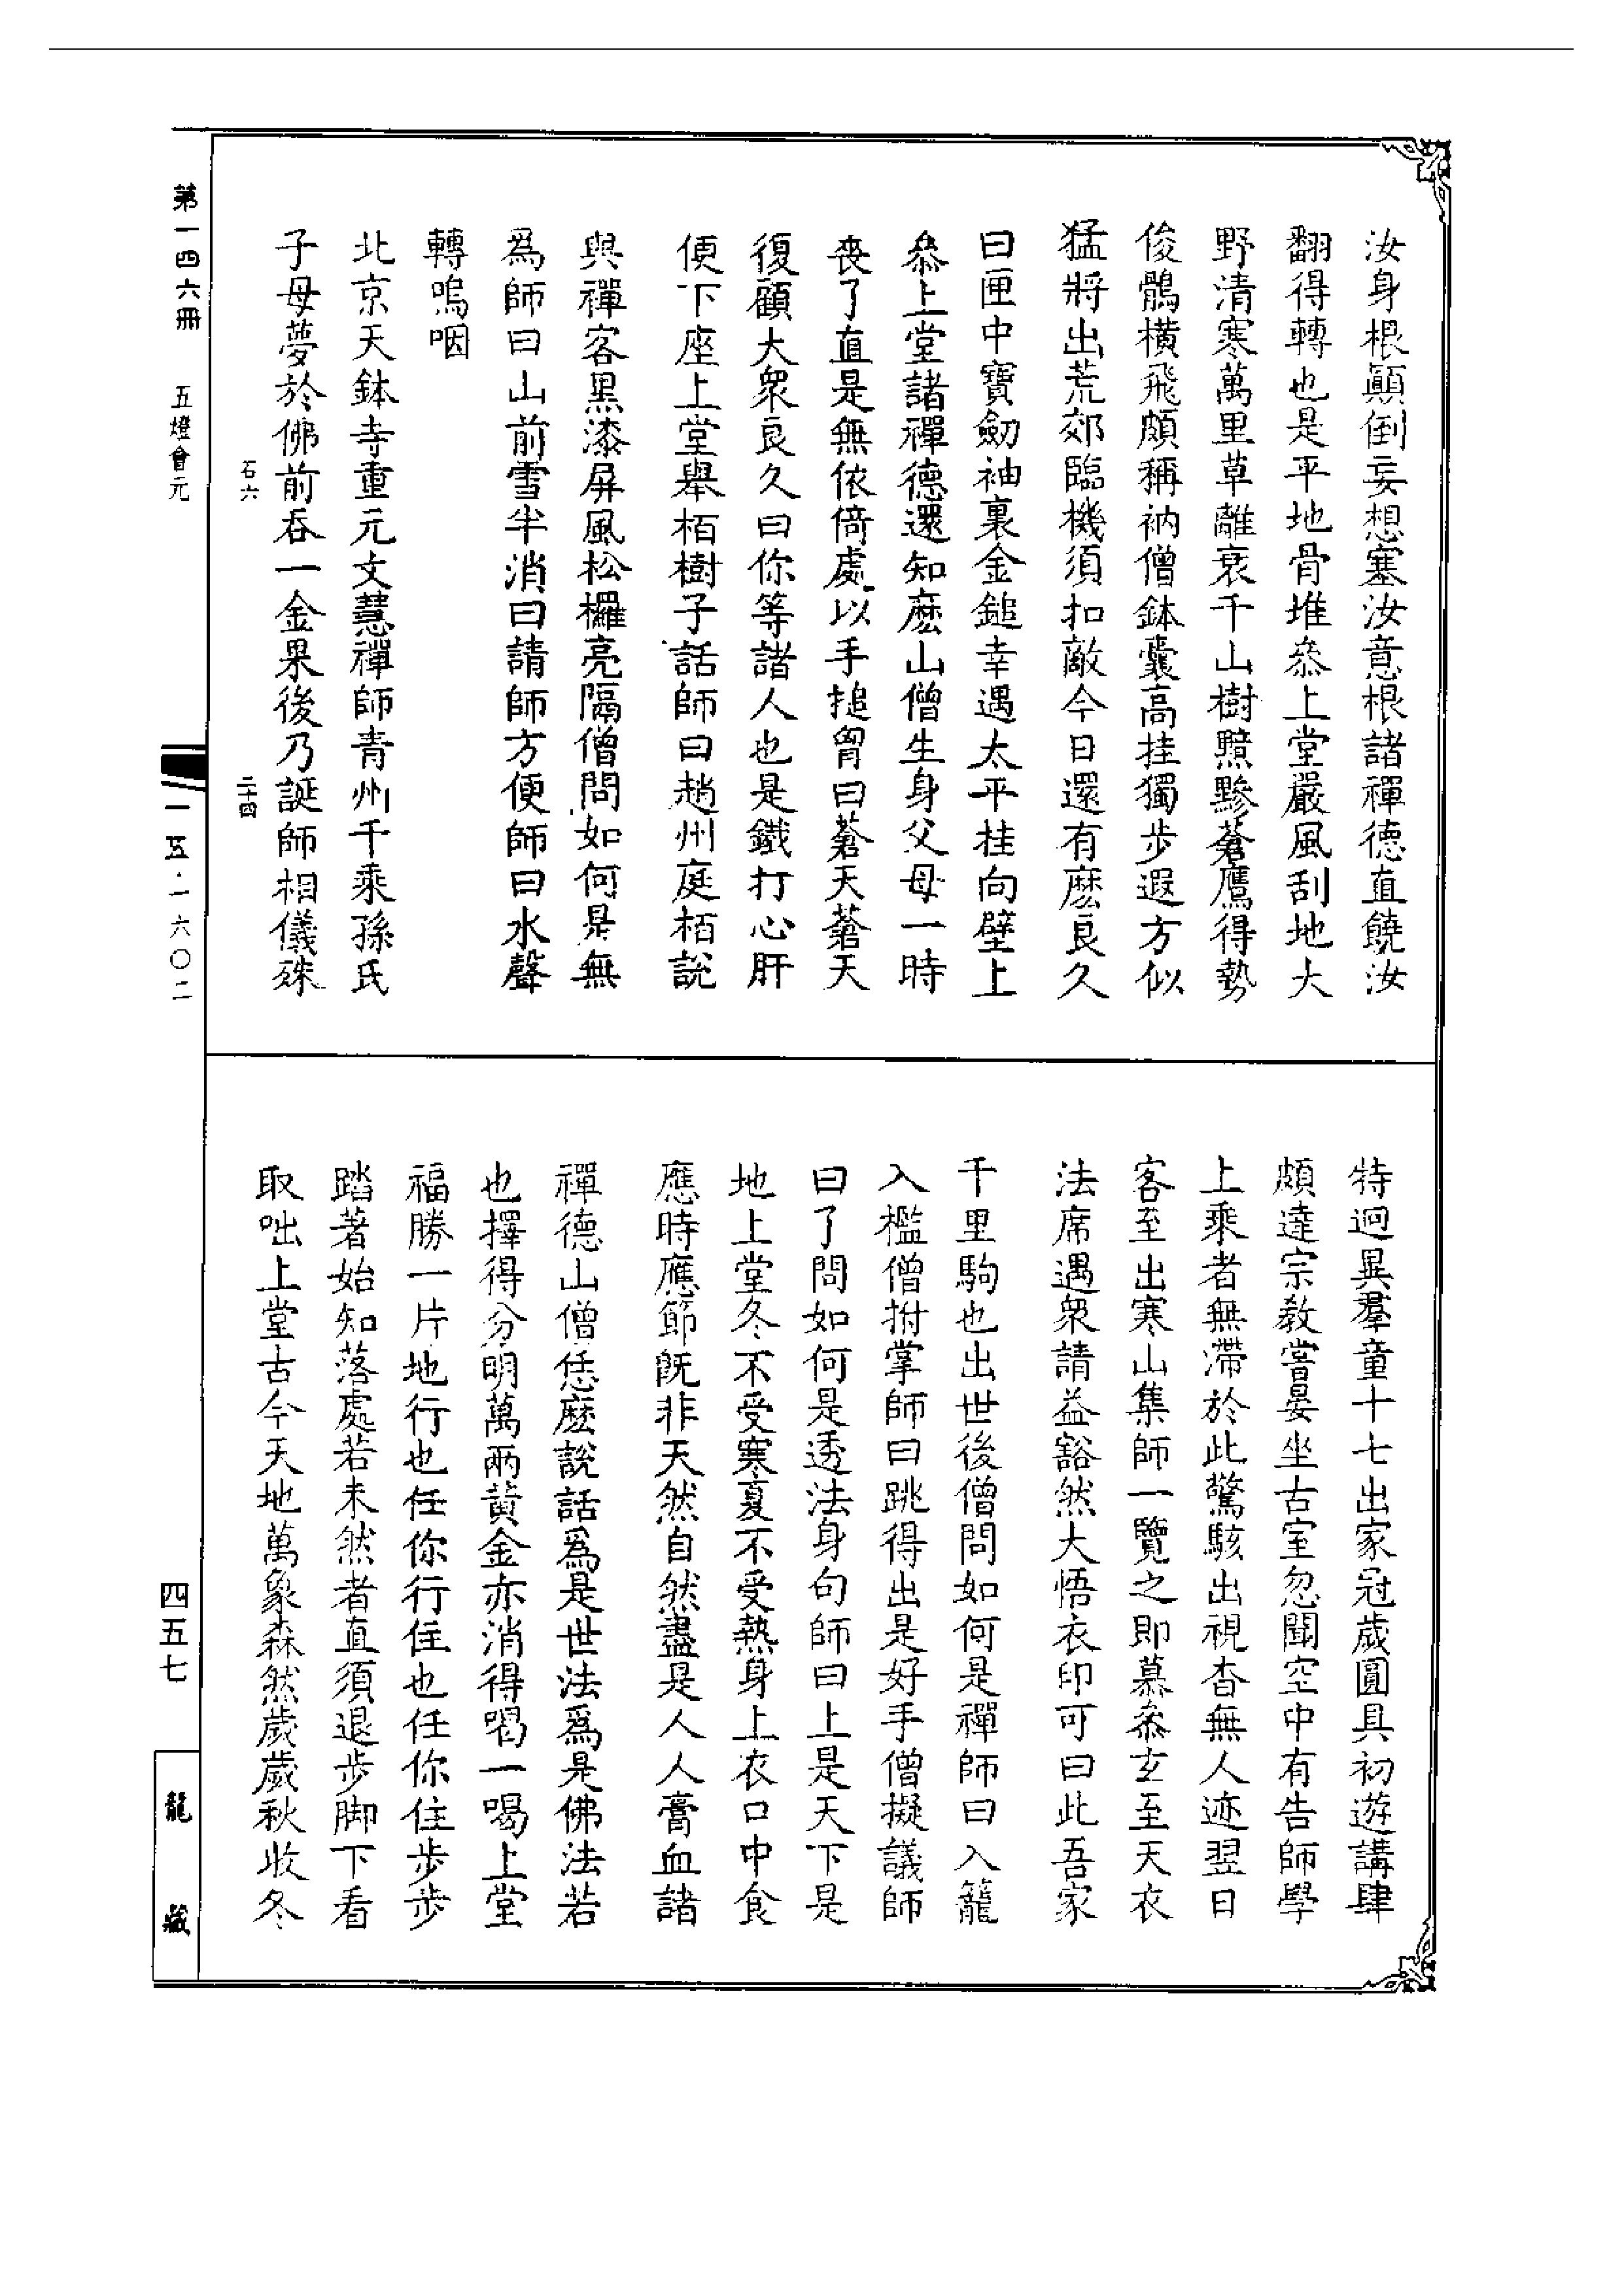 汝身根顚倒妄想塞汝意根諸禪德直饒汝
翻得轉也是平地骨堆叅上堂嚴風刮地大
野清寒萬里草離衰千山樹黯黲蒼鷹得勢
俊鶻橫飛頗稱衲僧鉢囊高挂獨步遐方似
猛將出荒郊臨機須扣敵今日還有麽良久
曰匣中寶劒袖裏金鎚幸遇太平挂向壁上
叅上堂諸禪德還知麽山僧生身父母一時
喪了直是無依倚處以手搥胷曰蒼天蒼天
復顧大衆良久曰你等諸人也是鐵打心肝
便下座上堂舉栢樹子話師曰趙州庭栢說
與禪客黒漆屏風松欏亮隔僧問如何是無
爲師曰山前雪半消曰請師方便師曰水聲
轉嗚咽
北京天鉢寺重元文慧禪師青州千乘孫氏
子母夢於佛前吞一金果後乃誕師相儀殊
石六
二十四
特迥異羣童十七出家冠歲圓具初遊講肆
頗達宗教嘗晏坐古室忽聞空中有告師學
上乘者無滯於此驚駭出視杳無人迹翌日
客至出寒山集師一覽之即慕叅玄至天衣
法席遇衆請益豁然大悟衣印可曰此吾家
千里駒也出世後僧問如何是禪師曰入籠
入檻僧拊掌師曰跳得出是好手僧擬議師
曰了問如何是透法身句師曰上是天下是
地上堂冬不受寒夏不受熱身上衣口中食
應時應節既非天然自然盡是人人膏血諸
禪德山僧恁麽說話爲是世法爲是佛法若
也擇得分明萬兩黄金亦消得喝一喝上堂
福勝一片地行也任你行住也任你住步步
踏著始知落處若未然者直須退步脚下看
取咄上堂古今天地萬象森然歲歲秋收冬
第一四六冊
五燈會元
一五·一六〇二
四五七
龍藏